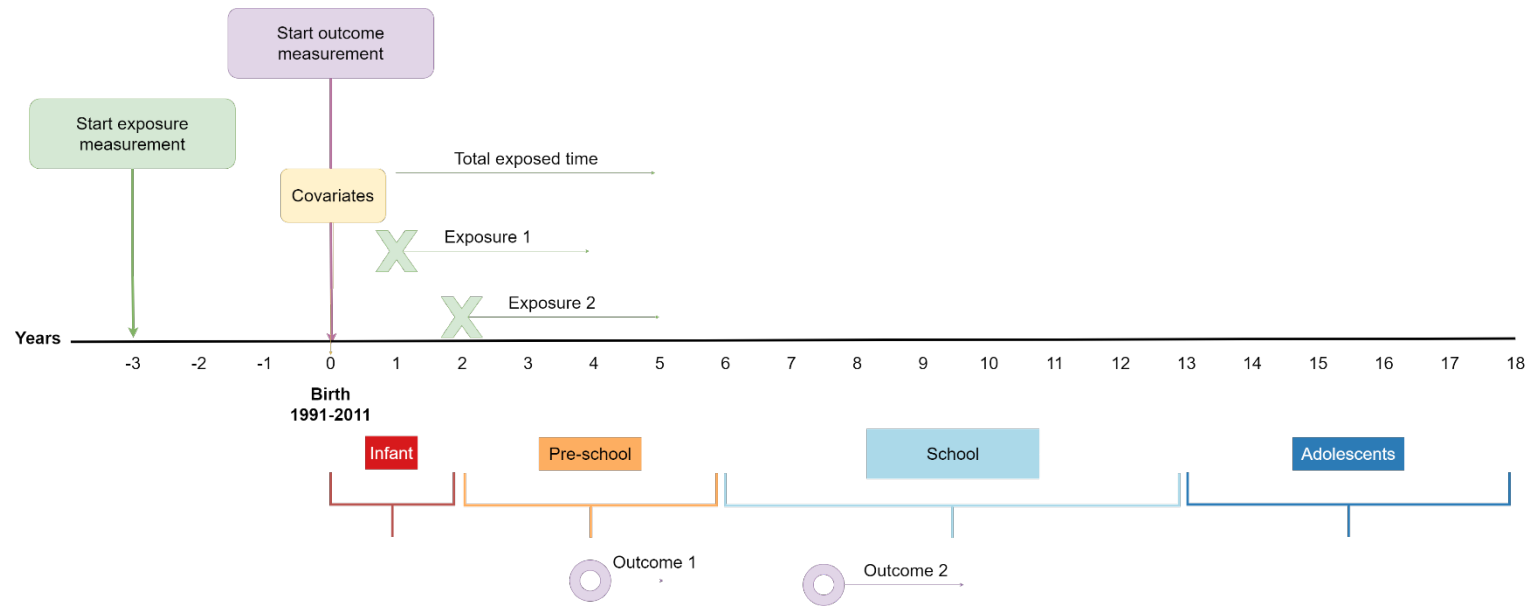 Start outcome
measurement
Start exposure
measurement
Total exposed time
Covariates
Exposure 1
Exposure 2
Years
-3 -2 -1 0 1 2 3 4 5 6 7 8 9 10 11 12 13 14 15 16 17 18
Birth
1991-2011
Infant Pre-school School Adolescents
Outcome 1
Outcome 2